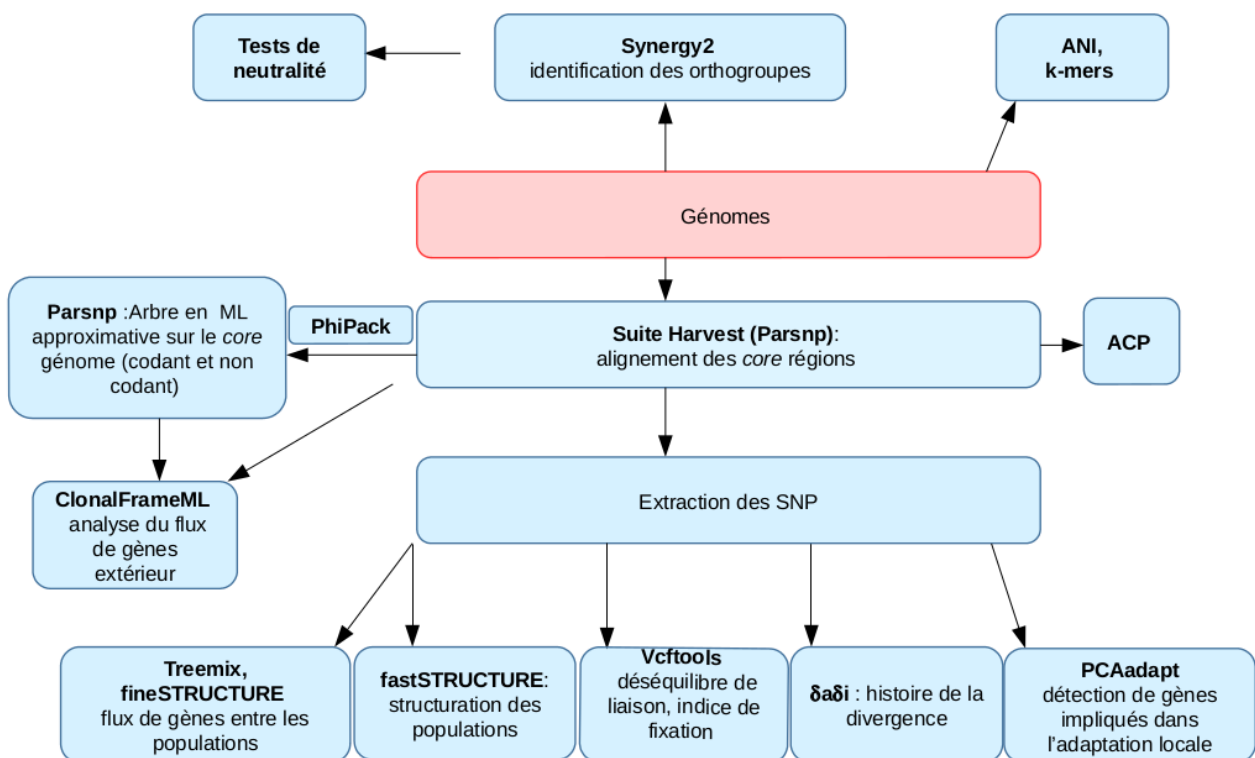 Tests de
neutralité
Synergy2
identification des orthogroupes
ANI,
k-mers
Génomes
Parsnp :Arbre en ML
approximative sur le core
génome (codant et non
codant)
PhiPack
Suite Harvest (Parsnp):
alignement des core régions
ACP
ClonalFrameML
analyse du flux
de gènes
extérieur
Extraction des SNP
Treemix,
fineSTRUCTURE
flux de gènes entre les
populations
fastSTRUCTURE:
structuration des
populations
Vcftools
déséquilibre de
liaison, indice de
fixation
δaδi : histoire de la
divergence
PCAadapt
détection de gènes
impliqués dans
l’adaptation locale